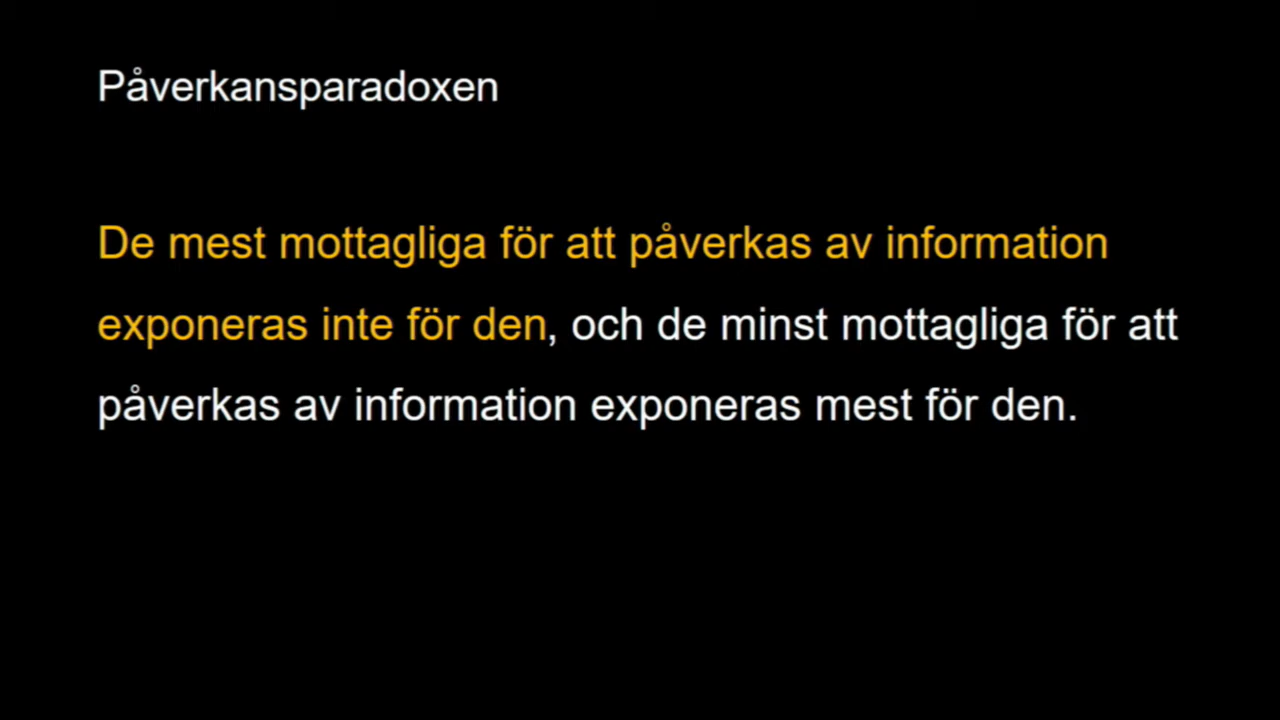 Påverkansparadoxen
De mest mottagliga för att påverkas av information
exponeras inte för den, och de minst mottagliga för att
påverkas av information exponeras mest för den.